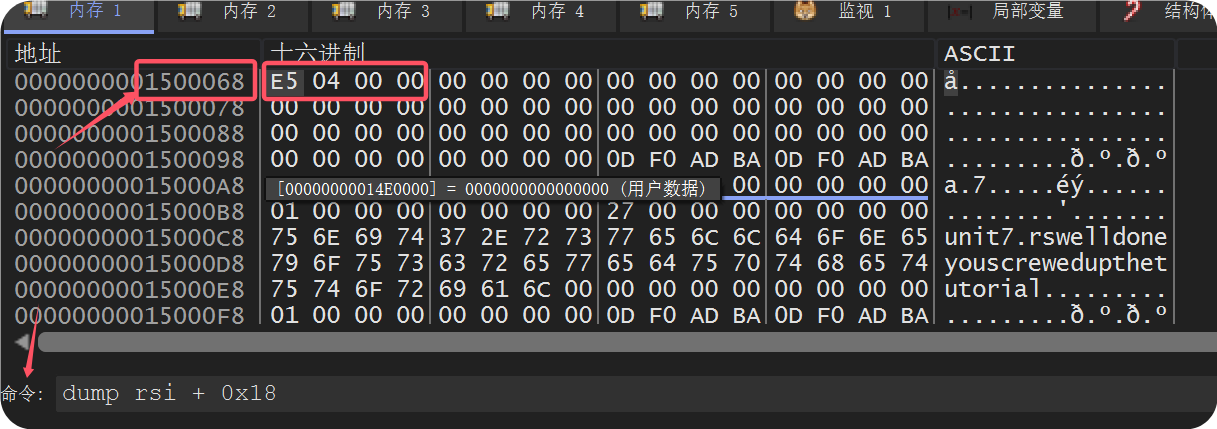 内存 1 内存 2 内存 3 内存 4 内存 5 监视 1 |x=| 局部变量 结构体
地址 十六进制 ASCII
0000000001500068 E5 04 00 00 00 00 00 00 00 00 00 00 00 00 00 00 å...............
0000000001500078 00 00 00 00 00 00 00 00 00 00 00 00 00 00 00 00 ................
0000000001500088 00 00 00 00 00 00 00 00 00 00 00 00 00 00 00 00 ................
0000000001500098 00 00 00 00 00 00 00 00 0D F0 AD BA 0D F0 AD BA .........ð.º.ð.º
00000000015000A8 [00000000014E0000] = 0000000000000000 (用户数据) 00 00 00 00 00 a.7.....éý......
00000000015000B8 01 00 00 00 00 00 00 00 27 00 00 00 00 00 00 00 ........'.......
00000000015000C8 75 6E 69 74 37 2E 72 73 77 65 6C 6C 64 6F 6E 65 unit7.rswelldone
00000000015000D8 79 6F 75 73 63 72 65 77 65 64 75 70 74 68 65 74 youscrewedupthet
00000000015000E8 75 74 6F 72 69 61 6C 00 00 00 00 00 00 00 00 00 utorial.........
00000000015000F8 01 00 00 00 00 00 00 00 0D F0 AD BA 0D F0 AD BA .........ð.º.ð.º
命令: dump rsi + 0x18